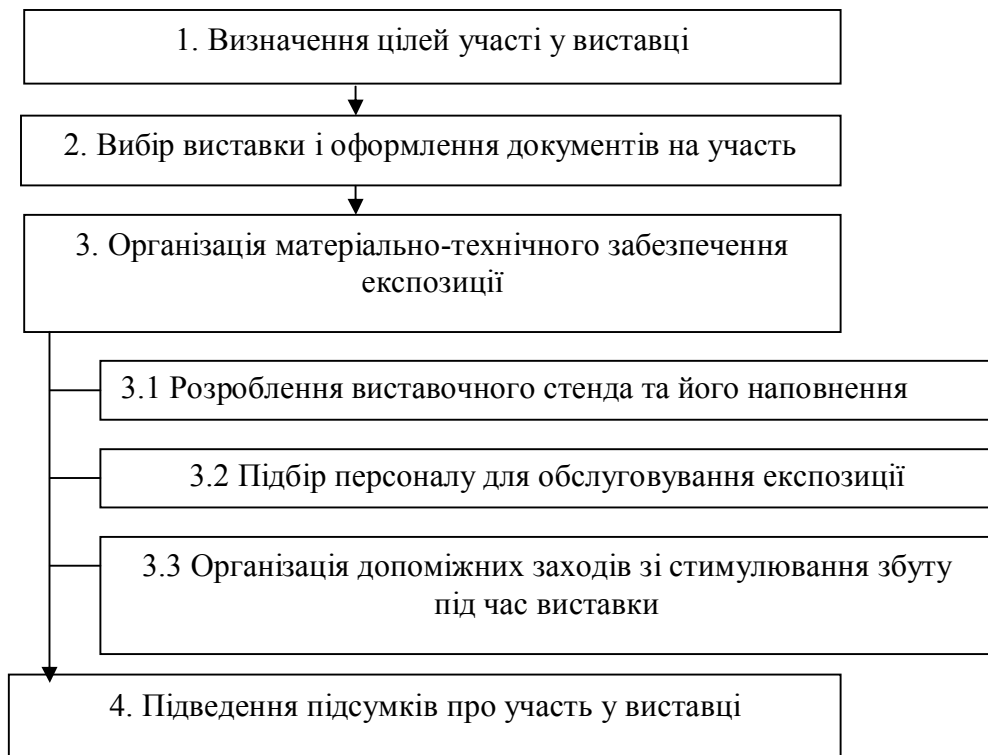 1. Визначення цілей участі у виставці
2. Вибір виставки і оформлення документів на участь
3. Організація матеріально-технічного забезпечення
експозиції
3.1 Розроблення виставочного стенда та його наповнення
3.2 Підбір персоналу для обслуговування експозиції
3.3 Організація допоміжних заходів зі стимулювання збуту
під час виставки
4. Підведення підсумків про участь у виставці